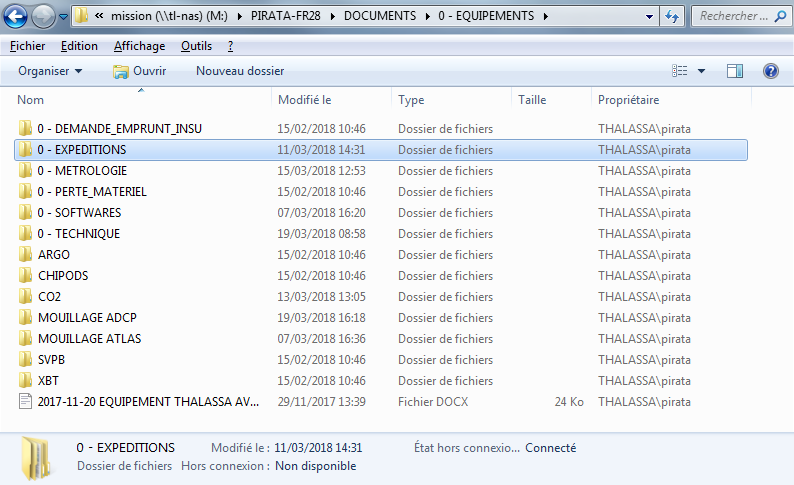 « mission (\\tl-nas) (M:) ▸ PIRATA-FR28 ▸ DOCUMENTS ▸ 0 - EQUIPEMENTS ▸ Rechercher ...
Fichier Edition Affichage Outils ?
Organiser Ouvrir Nouveau dossier
Nom Modifié le Type Taille Propriétaire
0 - DEMANDE_EMPRUNT_INSU 15/02/2018 10:46 Dossier de fichiers THALASSA\pirata
0 - EXPEDITIONS 11/03/2018 14:31 Dossier de fichiers THALASSA\pirata
0 - METROLOGIE 15/03/2018 12:53 Dossier de fichiers THALASSA\pirata
0 - PERTE_MATERIEL 15/02/2018 10:46 Dossier de fichiers THALASSA\pirata
0 - SOFTWARES 07/03/2018 16:20 Dossier de fichiers THALASSA\pirata
0 - TECHNIQUE 19/03/2018 08:58 Dossier de fichiers THALASSA\pirata
ARGO 15/02/2018 10:46 Dossier de fichiers THALASSA\pirata
CHIPODS 15/02/2018 10:46 Dossier de fichiers THALASSA\pirata
CO2 13/03/2018 13:05 Dossier de fichiers THALASSA\pirata
MOUILLAGE ADCP 19/03/2018 16:18 Dossier de fichiers THALASSA\pirata
MOUILLAGE ATLAS 07/03/2018 16:36 Dossier de fichiers THALASSA\pirata
SVPB 15/02/2018 10:46 Dossier de fichiers THALASSA\pirata
XBT 15/02/2018 10:46 Dossier de fichiers THALASSA\pirata
2017-11-20 EQUIPEMENT THALASSA AV... 29/11/2017 13:39 Fichier DOCX 24 Ko THALASSA\pirata
0 - EXPEDITIONS Modifié le : 11/03/2018 14:31 État hors connexio... Connecté
Dossier de fichiers Hors connexion : Non disponible